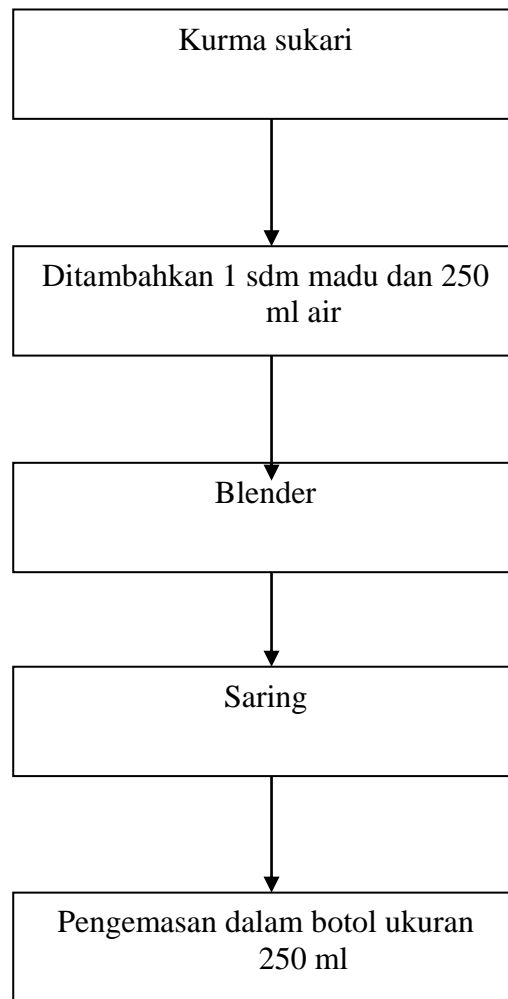 Kurma sukari
Ditambahkan 1 sdm madu dan 250
ml air
Blender
Saring
Pengemasan dalam botol ukuran
250 ml